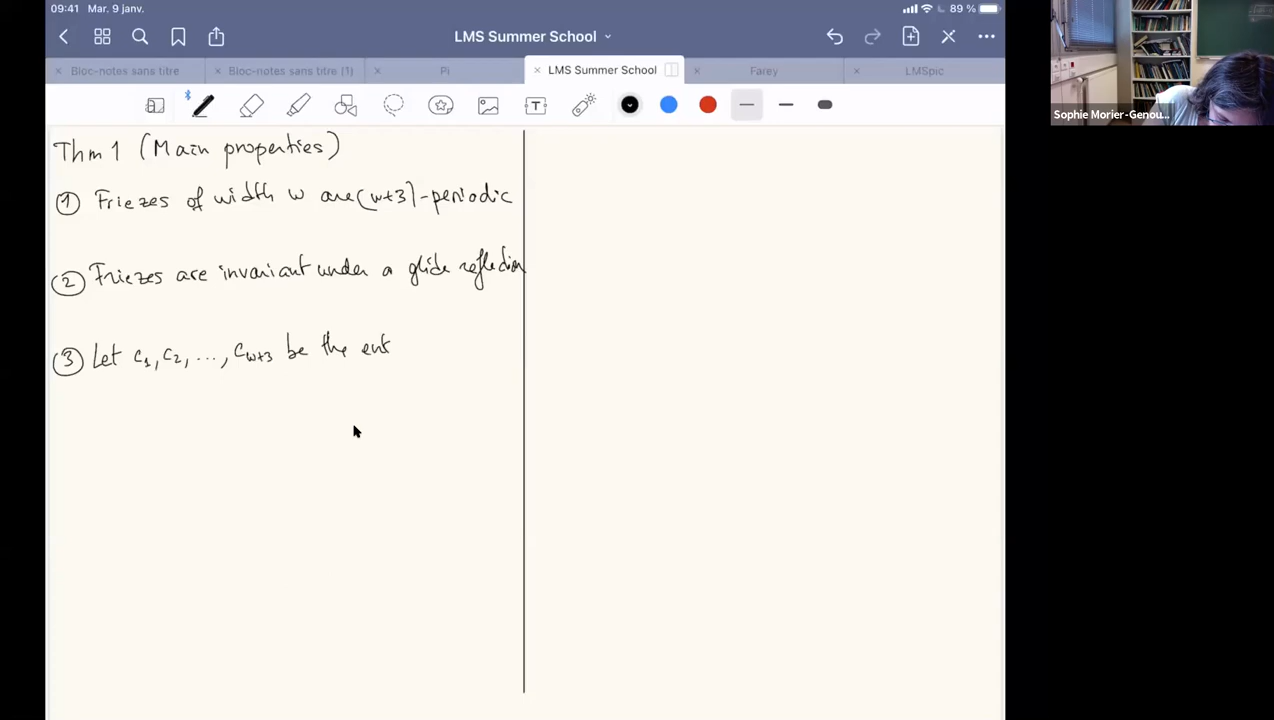 09:41 Mar. 9 janv.
89 %
LMS Summer School
Bloc-notes sans titre
Bloc-notes sans titre (1)
Pi
LMS Summer School
Farey
LMSpic
Sophie Morier-Genou...
Thm 1 (Main properties)
① Friezes of width w are (w+3)-periodic
② Friezes are invariant under a glide reflection
③ Let c₁, c₂, ..., c_{w+3} be the ent